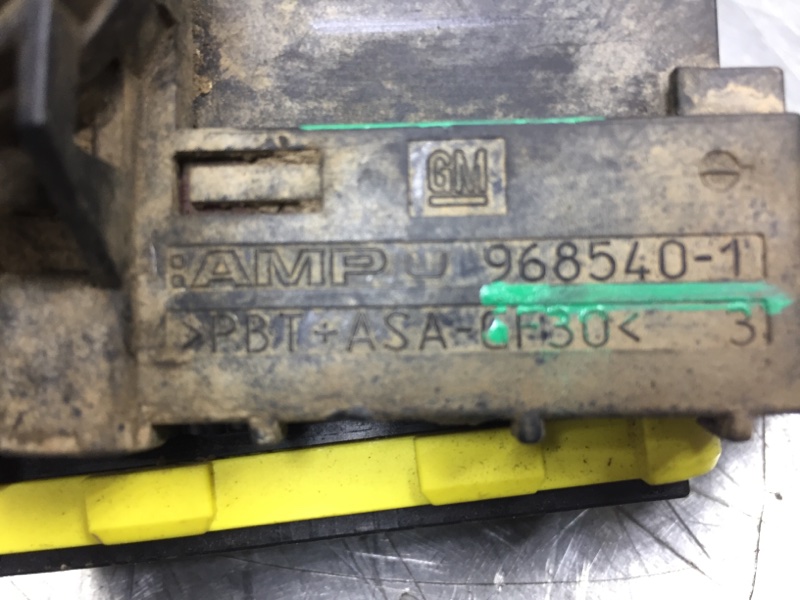 GM
:AMP U 968540-1
>PBT+ASA-GF30< 3